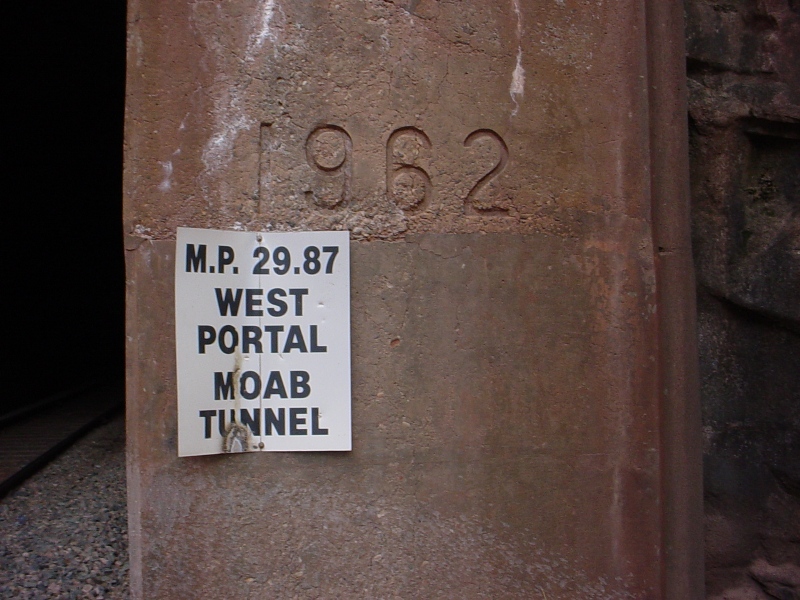 1962
M.P. 29.87
WEST
PORTAL
MOAB
TUNNEL